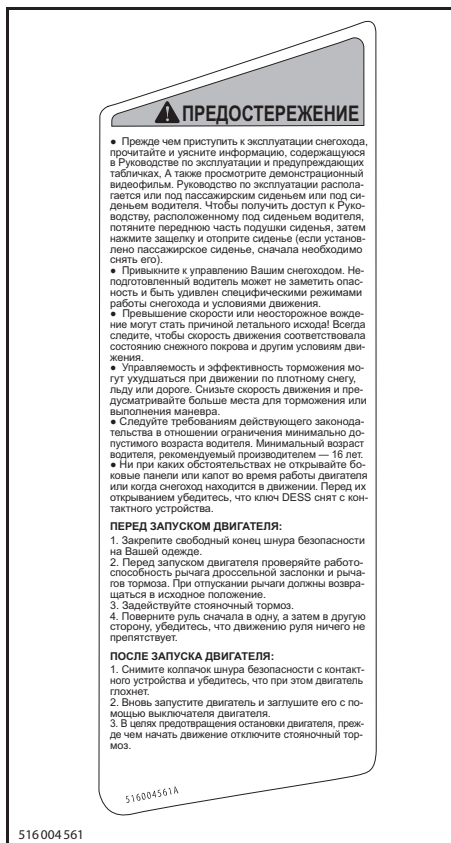 ПРЕДОСТЕРЕЖЕНИЕ
● Прежде чем приступить к эксплуатации снегохода,
прочитайте и уясните информацию, содержащуюся
в Руководстве по эксплуатации и предупреждающих
табличках, А также просмотрите демонстрационный
видеофильм. Руководство по эксплуатации распола-
гается или под пассажирским сиденьем или под си-
деньем водителя. Чтобы получить доступ к Руко-
водству, расположенному под сиденьем водителя,
потяните переднюю часть подушки сиденья, затем
нажмите защелку и отоприте сиденье (если установ-
лено пассажирское сиденье, сначала необходимо
снять его).
● Привыкните к управлению Вашим снегоходом. Не-
подготовленный водитель может не заметить опас-
ность и быть удивлен специфическими режимами
работы снегохода и условиями движения.
● Превышение скорости или неосторожное вожде-
ние могут стать причиной летального исхода! Всегда
следите, чтобы скорость движения соответствовала
состоянию снежного покрова и другим условиям дви-
жения.
● Управляемость и эффективность торможения мо-
гут ухудшаться при движении по плотному снегу,
льду или дороге. Снизьте скорость движения и пре-
дусматривайте больше места для торможения или
выполнения маневра.
● Следуйте требованиям действующего законода-
тельства в отношении ограничения минимально до-
пустимого возраста водителя. Минимальный возраст
водителя, рекомендуемый производителем — 16 лет.
● Ни при каких обстоятельствах не открывайте бо-
ковые панели или капот во время работы двигателя
или когда снегоход находится в движении. Перед их
открыванием убедитесь, что ключ DESS снят с кон-
тактного устройства.
ПЕРЕД ЗАПУСКОМ ДВИГАТЕЛЯ:
1. Закрепите свободный конец шнура безопасности
на Вашей одежде.
2. Перед запуском двигателя проверяйте работо-
способность рычага дроссельной заслонки и рыча-
гов тормоза. При отпускании рычаги должны возвра-
щаться в исходное положение.
3. Задействуйте стояночный тормоз.
4. Поверните руль сначала в одну, а затем в другую
сторону, убедитесь, что движению руля ничего не
препятствует.
ПОСЛЕ ЗАПУСКА ДВИГАТЕЛЯ:
1. Снимите колпачок шнура безопасности с контакт-
ного устройства и убедитесь, что при этом двигатель
глохнет.
2. Вновь запустите двигатель и заглушите его с по-
мощью выключателя двигателя.
3. В целях предотвращения остановки двигателя, преж-
де чем начать движение отключите стояночный тор-
моз.
516004561A
516 004 561